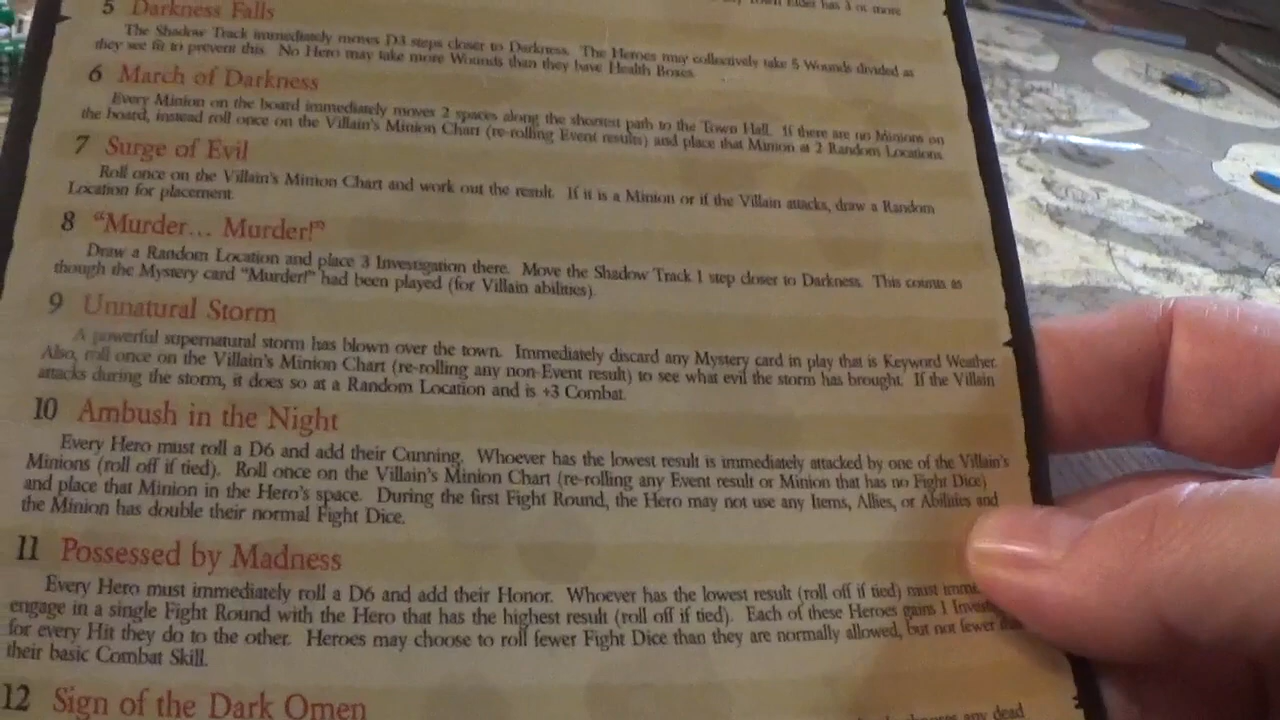 Elder has 3 or more
5 Darkness Falls
The Shadow Track immediately moves D3 steps closer to Darkness. The Heroes may collectively take 5 Wounds divided as
they see fit to prevent this. No Hero may take more Wounds than they have Health Boxes.
6 March of Darkness
Every Minion on the board immediately moves 2 spaces along the shortest path to the Town Hall. If there are no Minions on
the board, instead roll once on the Villain's Minion Chart (re-rolling Event results) and place that Minion at 2 Random Locations.
7 Surge of Evil
Roll once on the Villain's Minion Chart and work out the result. If it is a Minion or if the Villain attacks, draw a Random
Location for placement.
8 "Murder... Murder!"
Draw a Random Location and place 3 Investigation there. Move the Shadow Track 1 step closer to Darkness. This counts as
though the Mystery card "Murder!" had been played (for Villain abilities).
9 Unnatural Storm
A powerful supernatural storm has blown over the town. Immediately discard any Mystery card in play that is Keyword Weather.
Also, roll once on the Villain's Minion Chart (re-rolling any non-Event result) to see what evil the storm has brought. If the Villain
attacks during the storm, it does so at a Random Location and is +3 Combat.
10 Ambush in the Night
Every Hero must roll a D6 and add their Cunning. Whoever has the lowest result is immediately attacked by one of the Villain's
Minions (roll off if tied). Roll once on the Villain's Minion Chart (re-rolling any Event result or Minion that has no Fight Dice)
and place that Minion in the Hero's space. During the first Fight Round, the Hero may not use any Items, Allies, or Abilities and
the Minion has double their normal Fight Dice.
11 Possessed by Madness
Every Hero must immediately roll a D6 and add their Honor. Whoever has the lowest result (roll off if tied) must imme
engage in a single Fight Round with the Hero that has the highest result (roll off if tied). Each of these Heroes gains 1 Invest
for every Hit they do to the other. Heroes may choose to roll fewer Fight Dice than they are normally allowed, but not fewer
their basic Combat Skill.
12 Sign of the Dark Omen
any dead